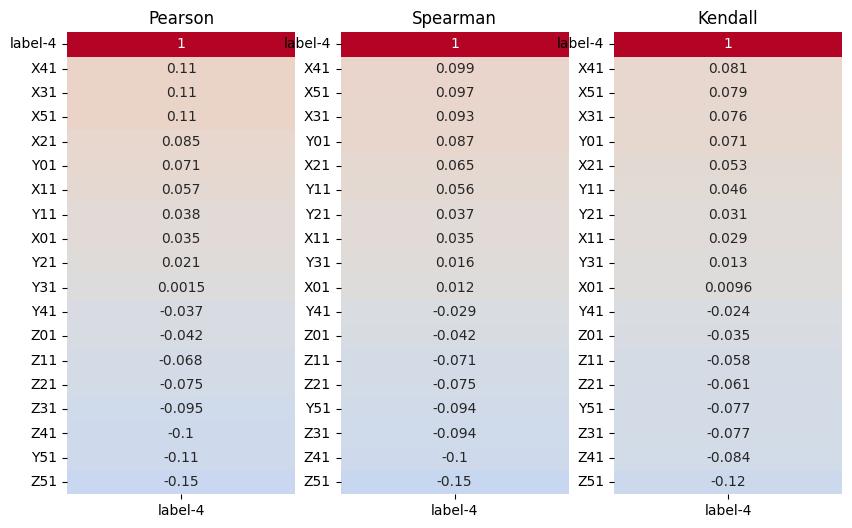 Pearson Spearman Kendall
label-4 1 label-4 1 label-4 1
X41 0.11 X41 0.099 X41 0.081
X31 0.11 X51 0.097 X51 0.079
X51 0.11 X31 0.093 X31 0.076
X21 0.085 Y01 0.087 Y01 0.071
Y01 0.071 X21 0.065 X21 0.053
X11 0.057 Y11 0.056 Y11 0.046
Y11 0.038 Y21 0.037 Y21 0.031
X01 0.035 X11 0.035 X11 0.029
Y21 0.021 Y31 0.016 Y31 0.013
Y31 0.0015 X01 0.012 X01 0.0096
Y41 -0.037 Y41 -0.029 Y41 -0.024
Z01 -0.042 Z01 -0.042 Z01 -0.035
Z11 -0.068 Z11 -0.071 Z11 -0.058
Z21 -0.075 Z21 -0.075 Z21 -0.061
Z31 -0.095 Y51 -0.094 Y51 -0.077
Z41 -0.1 Z31 -0.094 Z31 -0.077
Y51 -0.11 Z41 -0.1 Z41 -0.084
Z51 -0.15 Z51 -0.15 Z51 -0.12
label-4 label-4 label-4